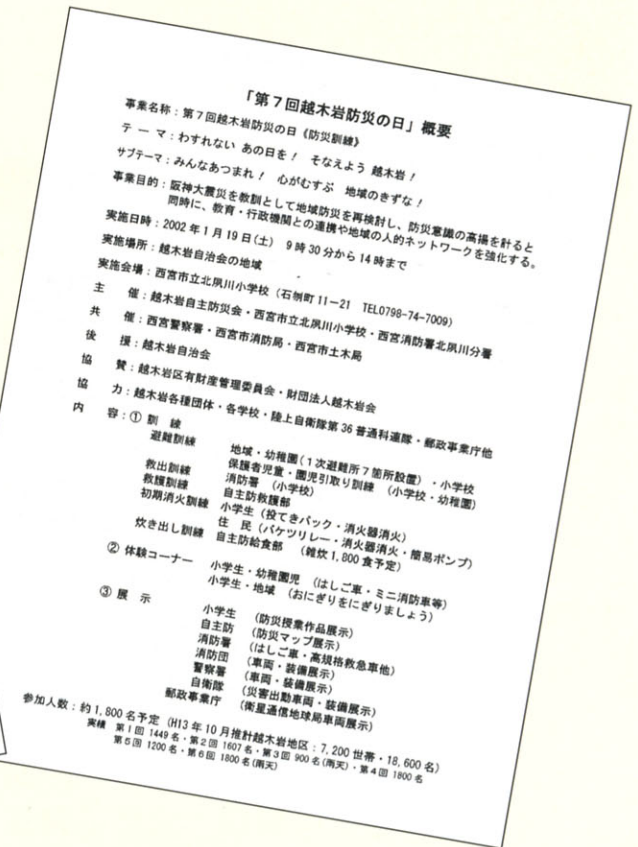 「第7回越木岩防災の日」概要
事業名称：第7回越木岩防災の日《防災訓練》
テーマ：わすれない あの日を！ そなえよう 越木岩！
サブテーマ：みんなあつまれ！ 心がむすぶ 地域のきずな！
事業目的：阪神大震災を教訓として地域防災を再検討し、防災意識の高揚を計ると
同時に、教育・行政機関との連携や地域の人的ネットワークを強化する。
実施日時：2002年1月19日(土) 9時30分から14時まで
実施場所：越木岩自治会の地域
実施会場：西宮市立北夙川小学校（石刎町11－21 TEL0798-74-7009）
主 催：越木岩自主防災会・西宮市立北夙川小学校・西宮消防署北夙川分署
共 催：西宮警察署・西宮市消防局・西宮市土木局
後 援：越木岩自治会
協 賛：越木岩区有財産管理委員会・財団法人越木岩会
協 力：越木岩各種団体・各学校・陸上自衛隊第36普通科連隊・郵政事業庁他
内 容：① 訓 練
避難訓練 地域・幼稚園(1次避難所7箇所設置)・小学校
保護者児童・園児引取り訓練 （小学校・幼稚園）
救出訓練 消防署 （小学校）
救護訓練 自主防救護部
初期消火訓練 小学生（投てきパック・消火器消火）
住 民（バケツリレー・消火器消火・簡易ポンプ）
炊き出し訓練 自主防給食部 （雑炊1,800食予定）
② 体験コーナー 小学生・幼稚園児 （はしご車・ミニ消防車等）
小学生・地域 （おにぎりをにぎりましょう）
③ 展 示
小学生 （防災授業作品展示）
自主防 （防災マップ展示）
消防署 （はしご車・高規格救急車他）
消防団 （車両・装備展示）
警察署 （車両・装備展示）
自衛隊 （災害出動車両・装備展示）
郵政事業庁 （衛星通信地球局車両展示）
参加人数：約1,800名予定（H13年10月推計越木岩地区：7,200世帯・18,600名）
実績 第1回 1449名・第2回 1607名・第3回 900名(雨天)・第4回 1800名
第5回 1200名・第6回 1800名(雨天)